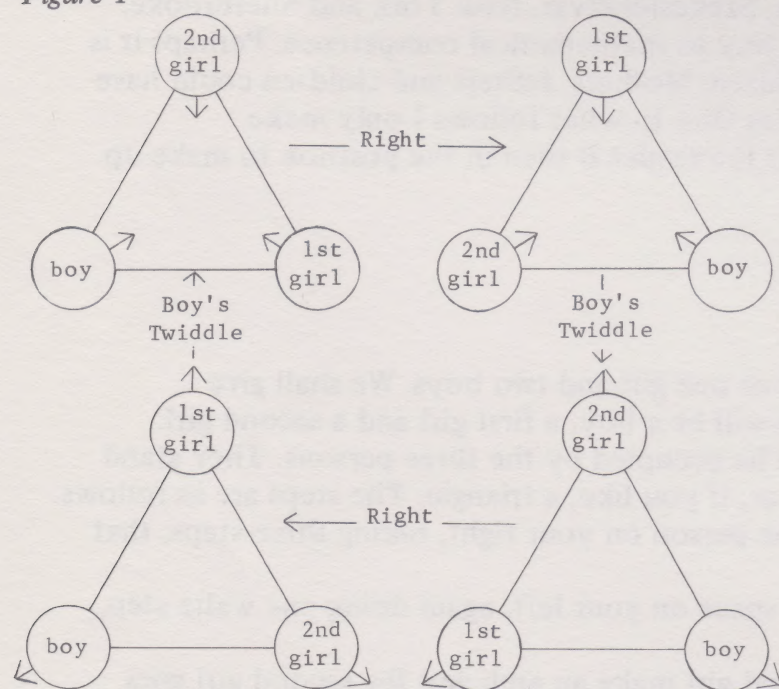 Figure 1
2nd
girl
1st
girl
Right
boy
1st
girl
2nd
girl
boy
Boy's
Twiddle
Boy's
Twiddle
1st
girl
2nd
girl
Right
boy
2nd
girl
1st
girl
boy